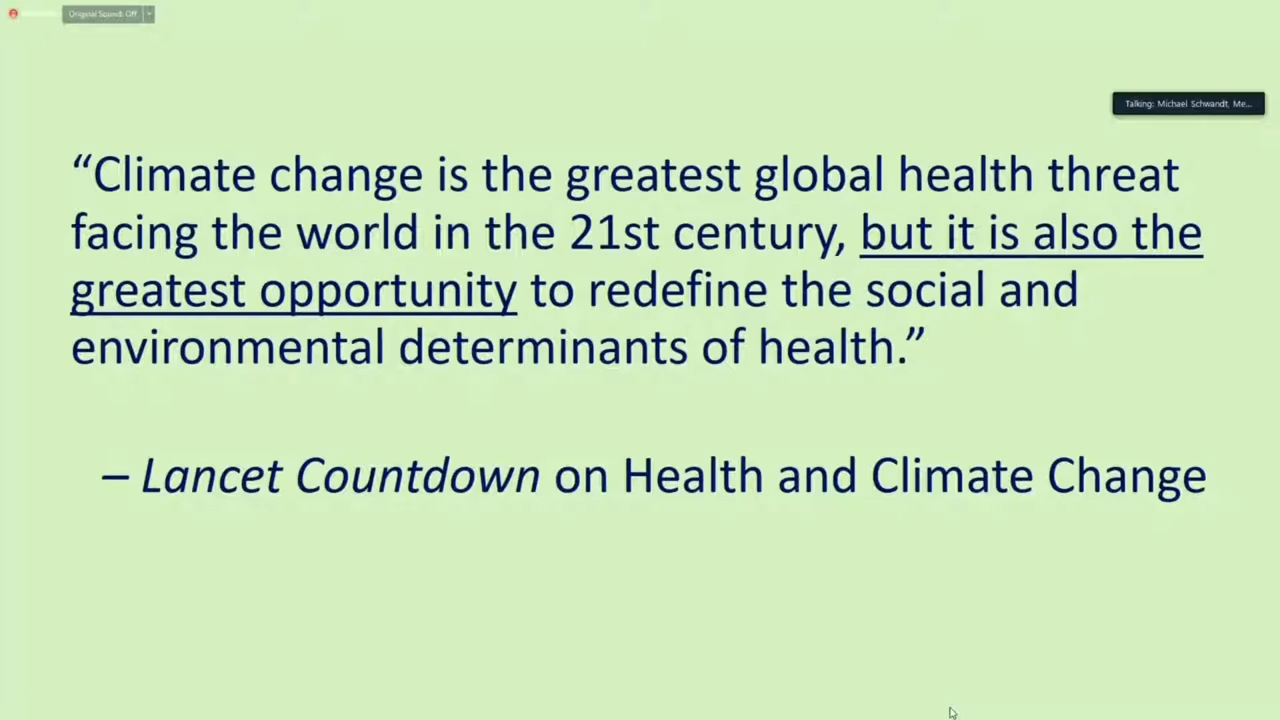 Original Sound: Off
Talking: Michael Schwandt, Me...
“Climate change is the greatest global health threat
facing the world in the 21st century, but it is also the
greatest opportunity to redefine the social and
environmental determinants of health.”
– Lancet Countdown on Health and Climate Change